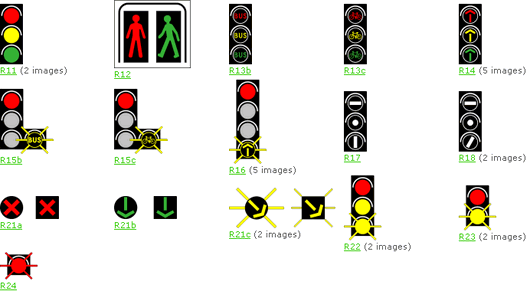 BUS
BUS
BUS
R11 (2 images)
R12
R13b
R13c
R14 (5 images)
BUS
R15b
R15c
R16 (5 images)
R17
R18 (2 images)
R21a
R21b
R21c (2 images)
R22 (2 images)
R23 (2 images)
R24